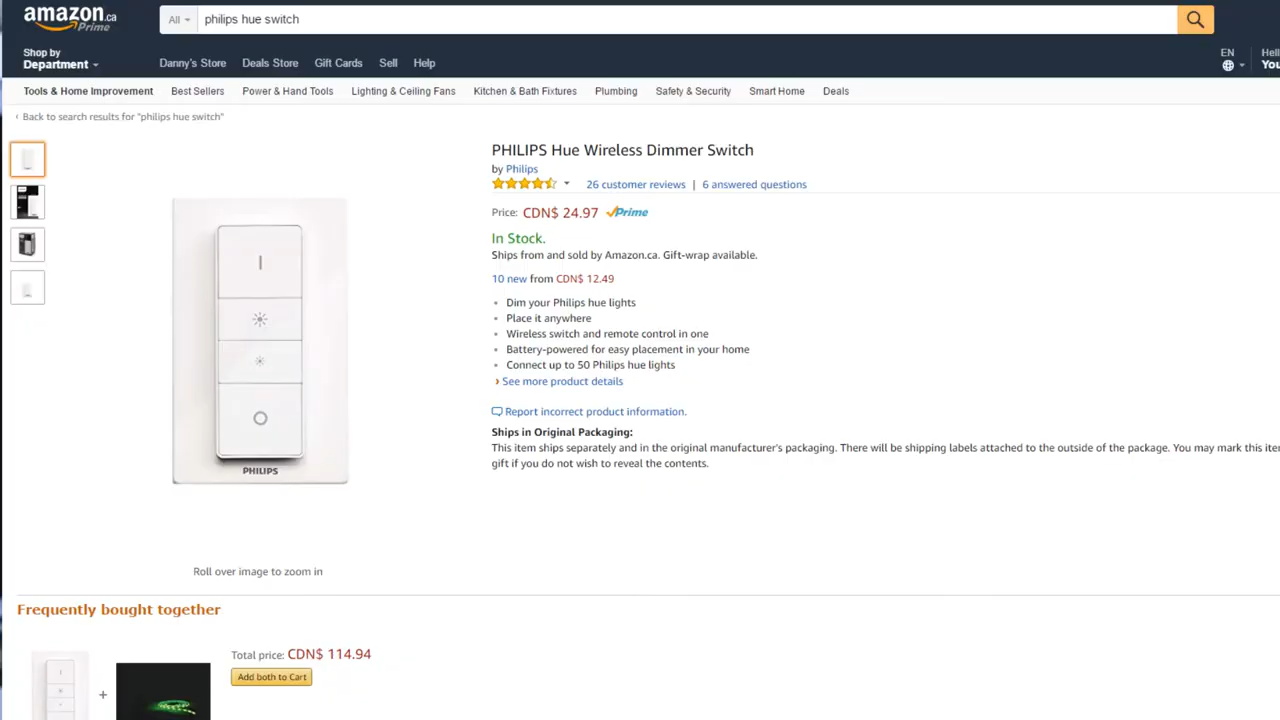 amazon.ca
Prime
All
philips hue switch
Shop by
Department
Danny's Store
Deals Store
Gift Cards
Sell
Help
EN
Tools & Home Improvement
Best Sellers
Power & Hand Tools
Lighting & Ceiling Fans
Kitchen & Bath Fixtures
Plumbing
Safety & Security
Smart Home
Deals
‹ Back to search results for "philips hue switch"
PHILIPS Hue Wireless Dimmer Switch
by Philips
26 customer reviews | 6 answered questions
Price: CDN$ 24.97 Prime
In Stock.
Ships from and sold by Amazon.ca. Gift-wrap available.
10 new from CDN$ 12.49
• Dim your Philips hue lights
• Place it anywhere
• Wireless switch and remote control in one
• Battery-powered for easy placement in your home
• Connect up to 50 Philips hue lights
› See more product details
Report incorrect product information.
Ships in Original Packaging:
This item ships separately and in the original manufacturer's packaging. There will be shipping labels attached to the outside of the package. You may mark this
gift if you do not wish to reveal the contents.
PHILIPS
Roll over image to zoom in
Frequently bought together
Total price: CDN$ 114.94
Add both to Cart
+